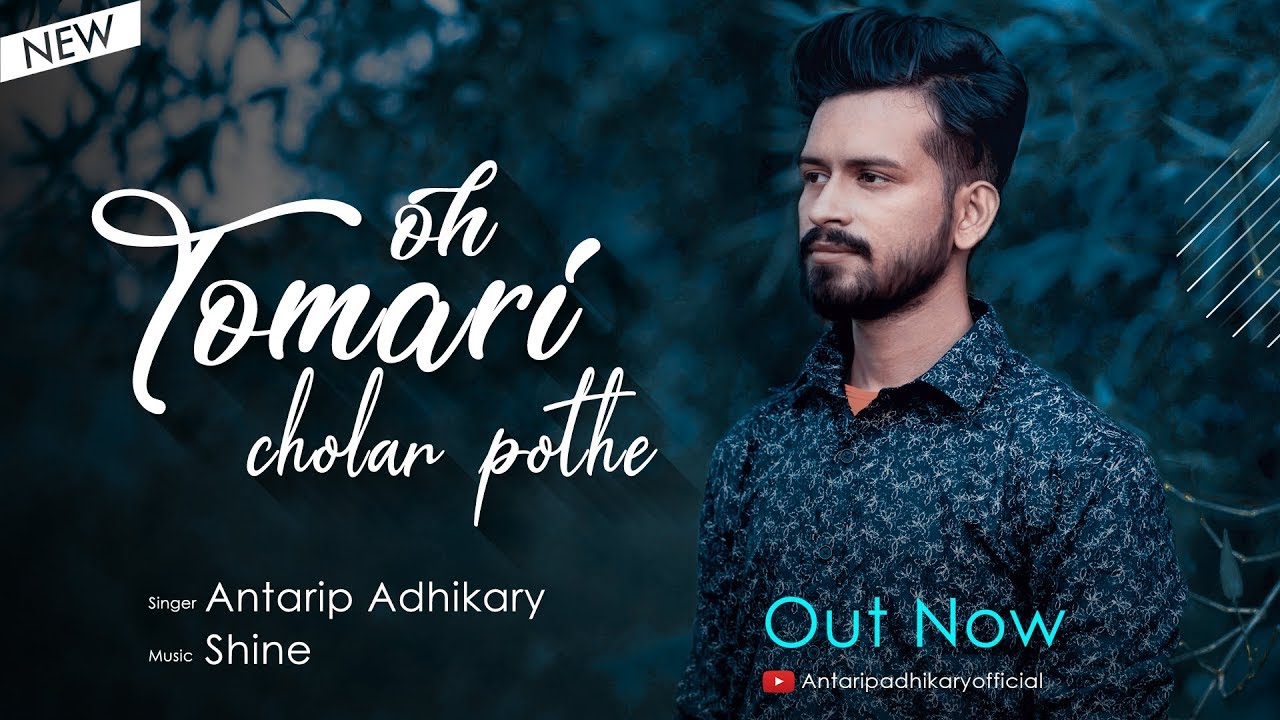 NEW
oh
Tomari
cholar pothe
Singer Antarip Adhikary
Music Shine
Out Now
Antaripadhikaryofficial